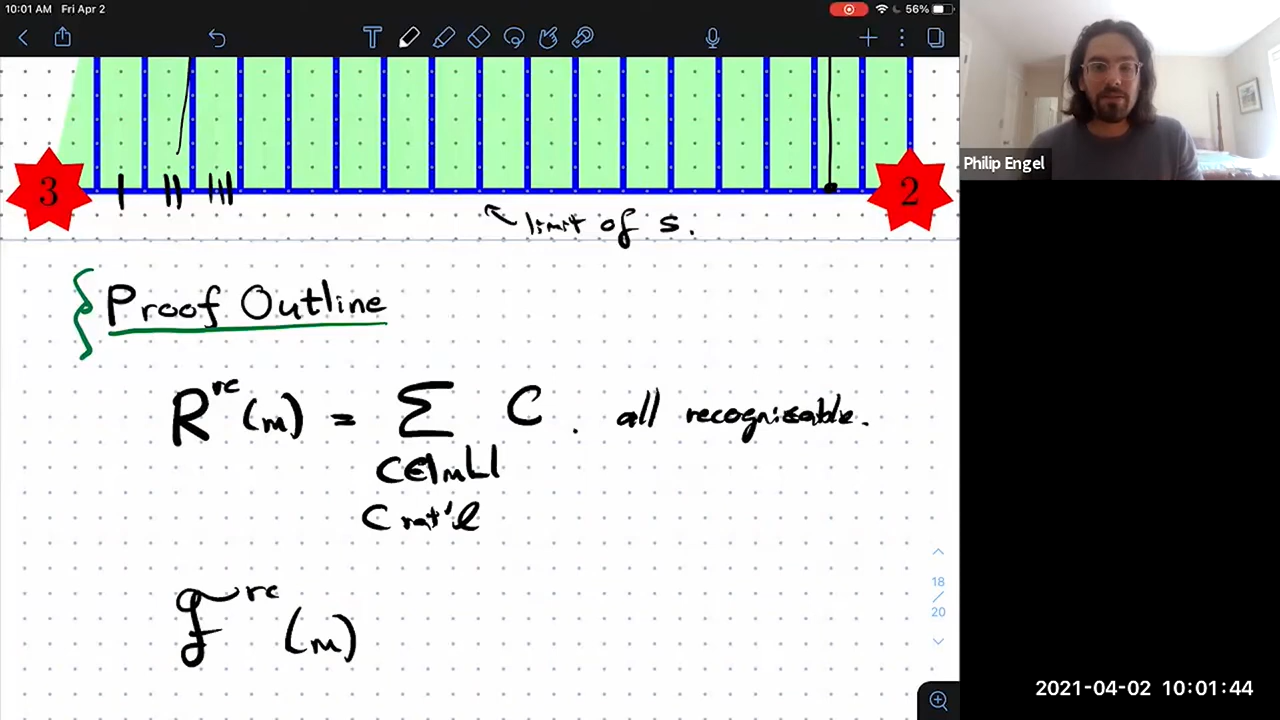 10:01 AM Fri Apr 2
56%
Philip Engel
3
2
limit of s.
Proof Outline
R^rc (m) = Σ C . all recognizable.
C∈|mL|
C rat'l
(m)
rc
18
/
20
2021-04-02 10:01:44